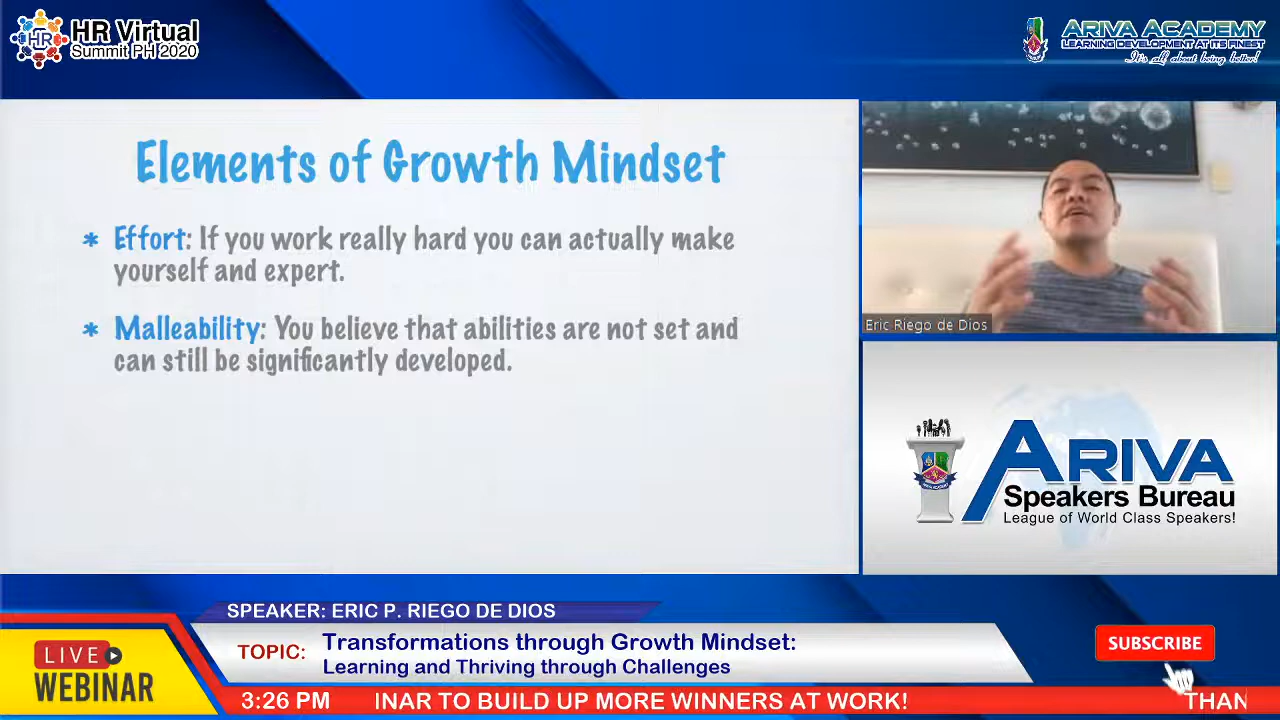 HR Virtual
Summit PH 2020
HR
ARIVA ACADEMY
LEARNING DEVELOPMENT AT ITS FINEST
It's all about being better!
Elements of Growth Mindset
* Effort: If you work really hard you can actually make
yourself and expert.
* Malleability: You believe that abilities are not set and
can still be significantly developed.
Eric Riego de Dios
ARIVA
Speakers Bureau
League of World Class Speakers!
SPEAKER: ERIC P. RIEGO DE DIOS
LIVE
WEBINAR
TOPIC:
Transformations through Growth Mindset:
Learning and Thriving through Challenges
SUBSCRIBE
3:26 PM
INAR TO BUILD UP MORE WINNERS AT WORK!
THAN